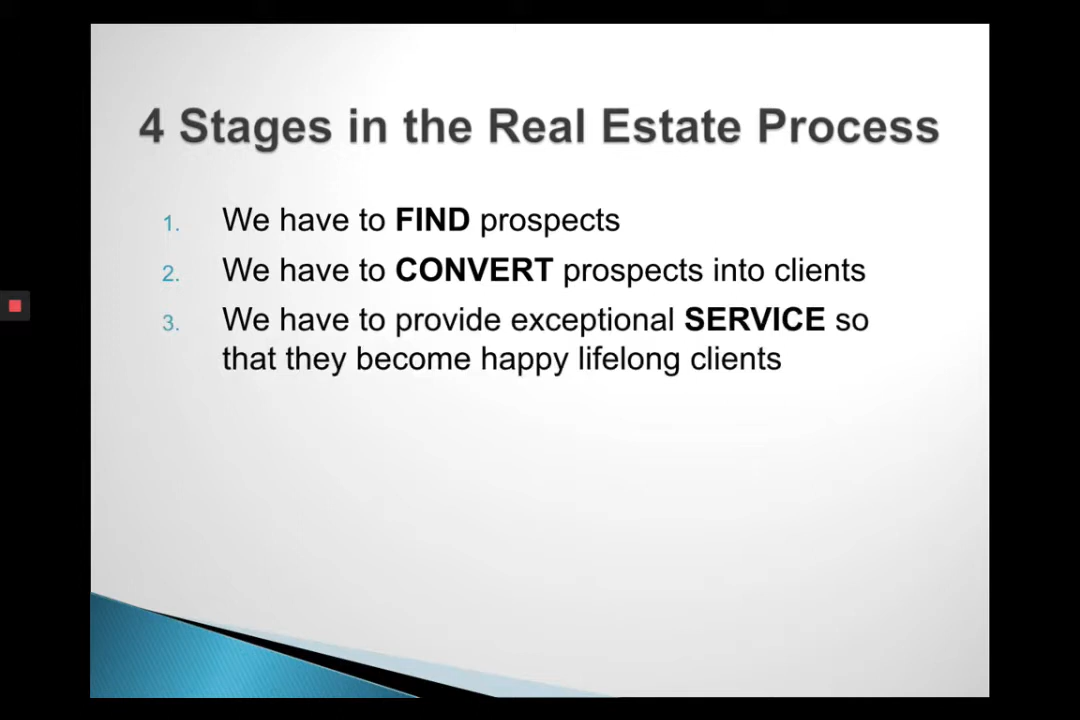 4 Stages in the Real Estate Process
1. We have to FIND prospects
2. We have to CONVERT prospects into clients
3. We have to provide exceptional SERVICE so
that they become happy lifelong clients